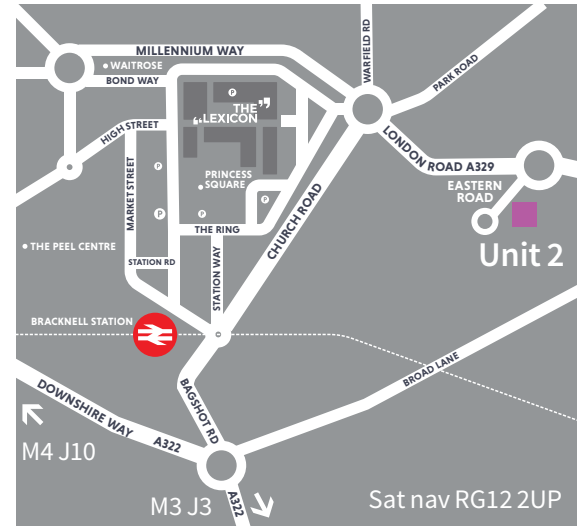 MILLENNIUM WAY
WARFIELD RD
WAITROSE
BOND WAY
PARK ROAD
P
THE
LEXICON
HIGH STREET
LONDON ROAD A329
MARKET STREET
P
PRINCESS
SQUARE
EASTERN
ROAD
P
P
P
CHURCH ROAD
THE RING
THE PEEL CENTRE
Unit 2
STATION RD
STATION WAY
BRACKNELL STATION
BROAD LANE
DOWNSHIRE WAY
A322
BAGSHOT RD
M4 J10
M3 J3
A322
Sat nav RG12 2UP